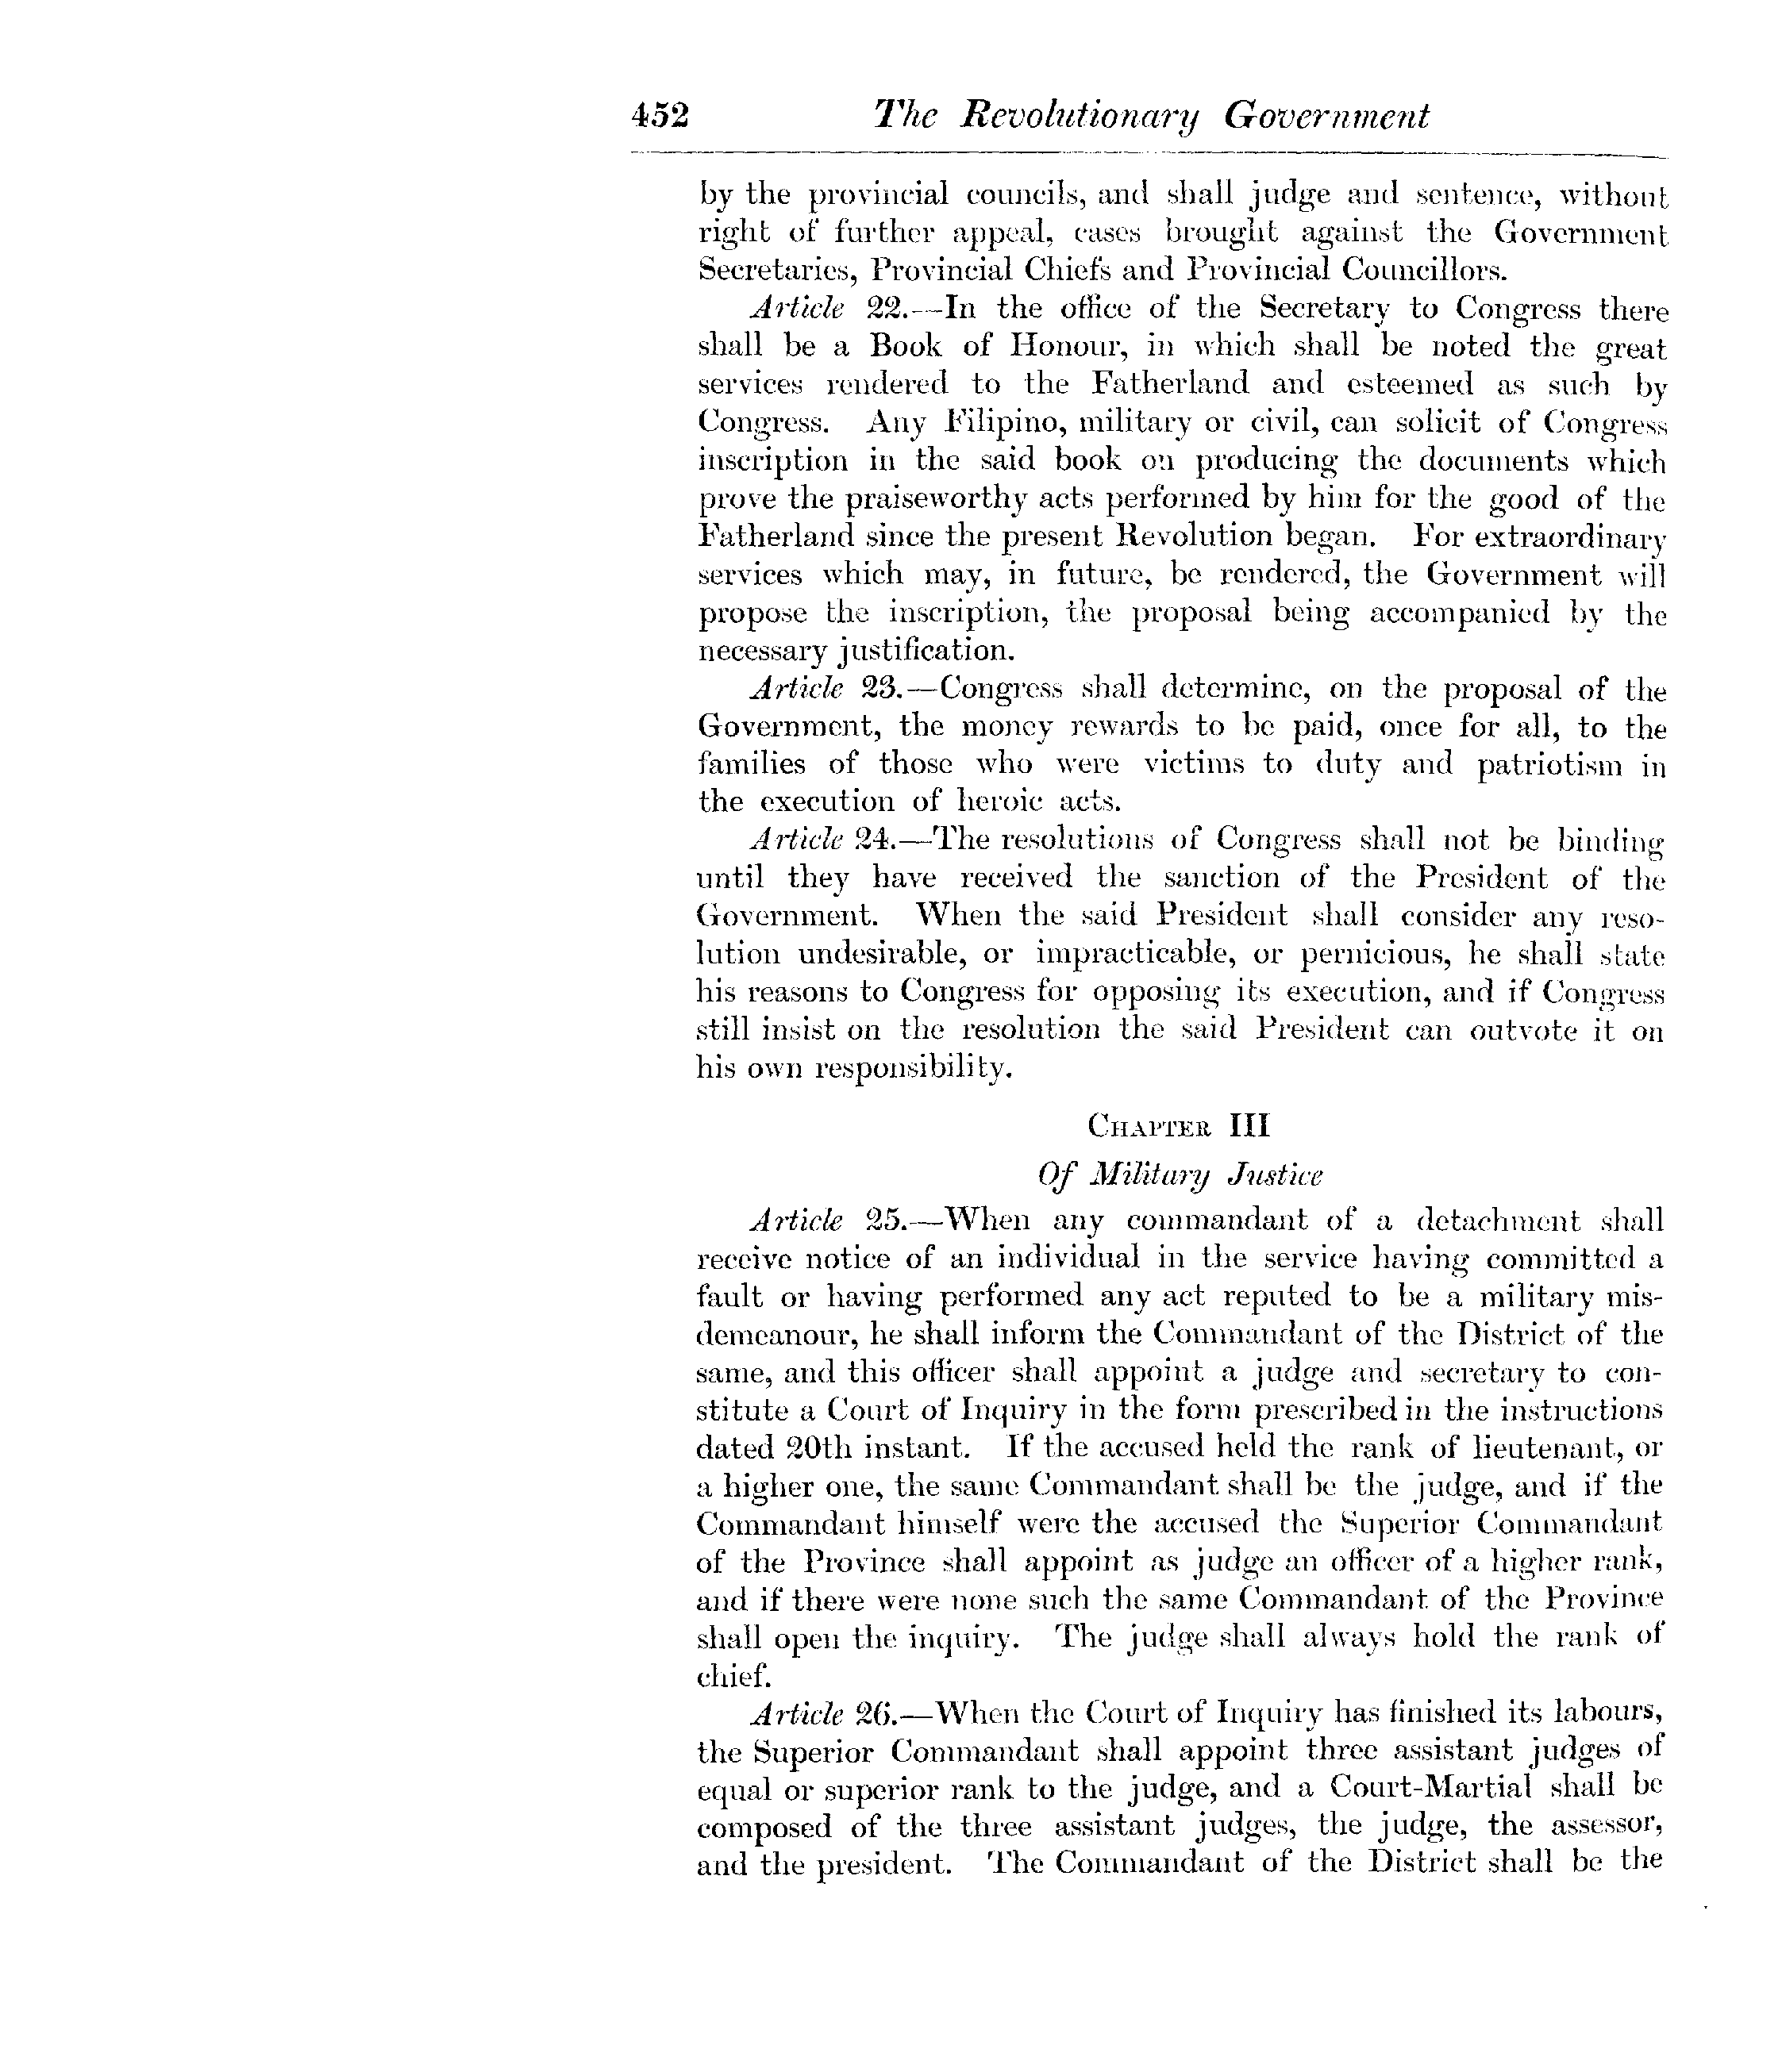 452 The Revolutionary Government
by the provincial councils, and shall judge and sentence, without
right of further appeal, cases brought against the Government
Secretaries, Provincial Chiefs and Provincial Councillors.
Article 22.—In the office of the Secretary to Congress there
shall be a Book of Honour, in which shall be noted the great
services rendered to the Fatherland and esteemed as such by
Congress. Any Filipino, military or civil, can solicit of Congress
inscription in the said book on producing the documents which
prove the praiseworthy acts performed by him for the good of the
Fatherland since the present Revolution began. For extraordinary
services which may, in future, be rendered, the Government will
propose the inscription, the proposal being accompanied by the
necessary justification.
Article 23.—Congress shall determine, on the proposal of the
Government, the money rewards to be paid, once for all, to the
families of those who were victims to duty and patriotism in
the execution of heroic acts.
Article 24.—The resolutions of Congress shall not be binding
until they have received the sanction of the President of the
Government. When the said President shall consider any reso-
lution undesirable, or impracticable, or pernicious, he shall state
his reasons to Congress for opposing its execution, and if Congress
still insist on the resolution the said President can outvote it on
his own responsibility.
CHAPTER III
Of Military Justice
Article 25.—When any commandant of a detachment shall
receive notice of an individual in the service having committed a
fault or having performed any act reputed to be a military mis-
demeanour, he shall inform the Commandant of the District of the
same, and this officer shall appoint a judge and secretary to con-
stitute a Court of Inquiry in the form prescribed in the instructions
dated 20th instant. If the accused held the rank of lieutenant, or
a higher one, the same Commandant shall be the judge, and if the
Commandant himself were the accused the Superior Commandant
of the Province shall appoint as judge an officer of a higher rank,
and if there were none such the same Commandant of the Province
shall open the inquiry. The judge shall always hold the rank of
chief.
Article 26.—When the Court of Inquiry has finished its labours,
the Superior Commandant shall appoint three assistant judges of
equal or superior rank to the judge, and a Court-Martial shall be
composed of the three assistant judges, the judge, the assessor,
and the president. The Commandant of the District shall be the